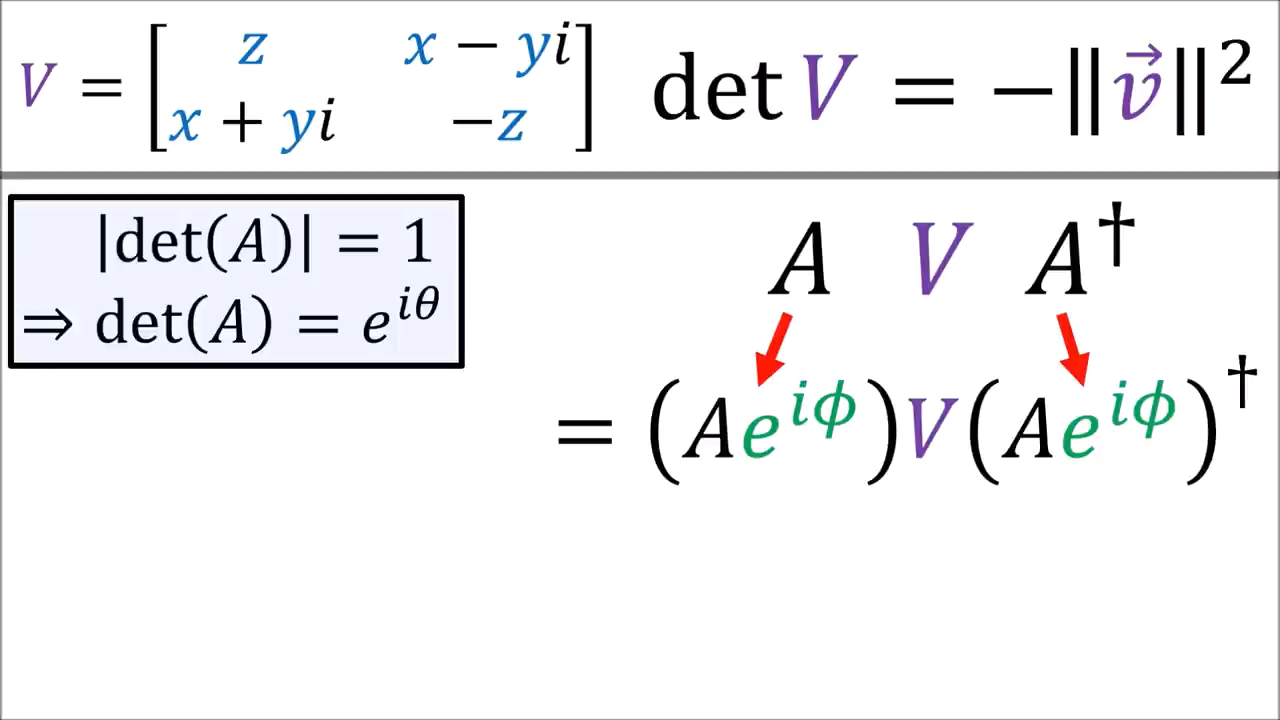 V = [ z x − yi
x + yi −z ] det V = −‖v⃗‖²
|det(A)| = 1
⇒ det(A) = e^{iθ}
A V A†
= (Ae^{iϕ})V(Ae^{iϕ})†